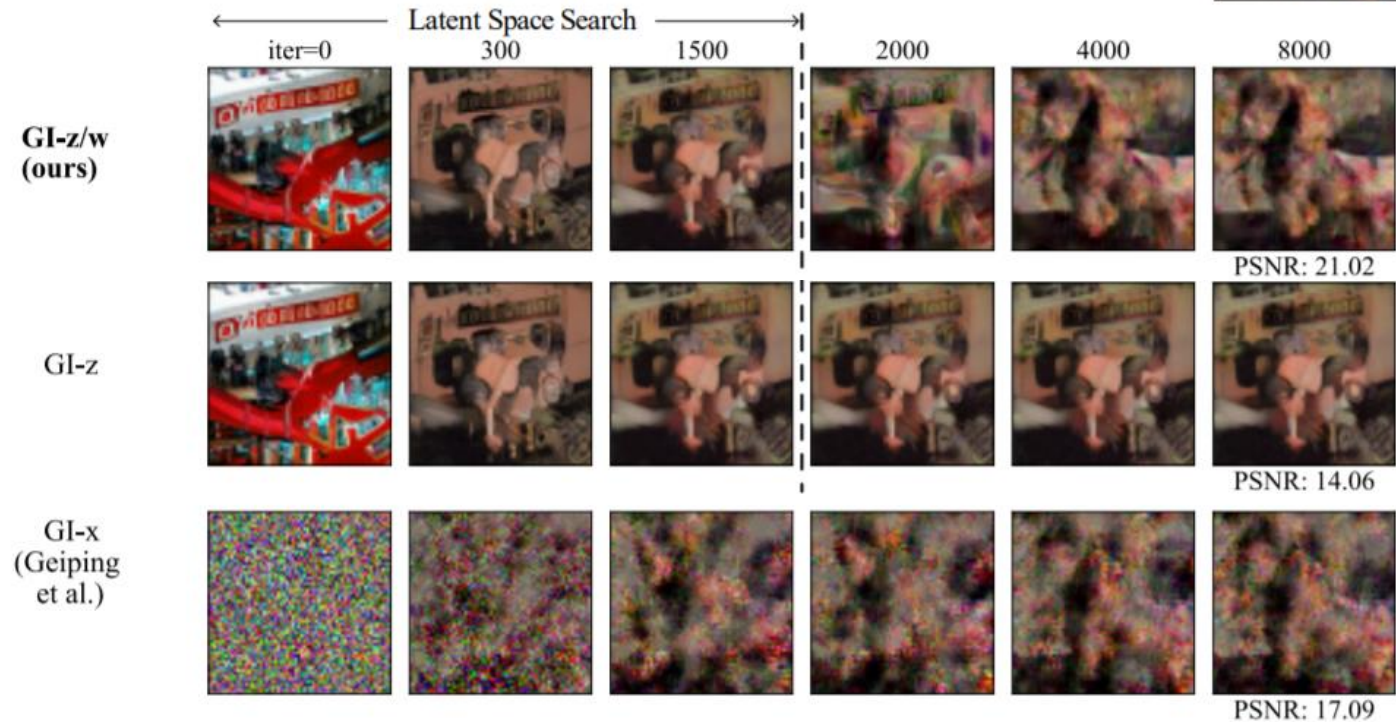 Latent Space Search
iter=0 300 1500 2000 4000 8000
GI-z/w
(ours)
PSNR: 21.02
GI-z
PSNR: 14.06
GI-x
(Geiping
et al.)
PSNR: 17.09